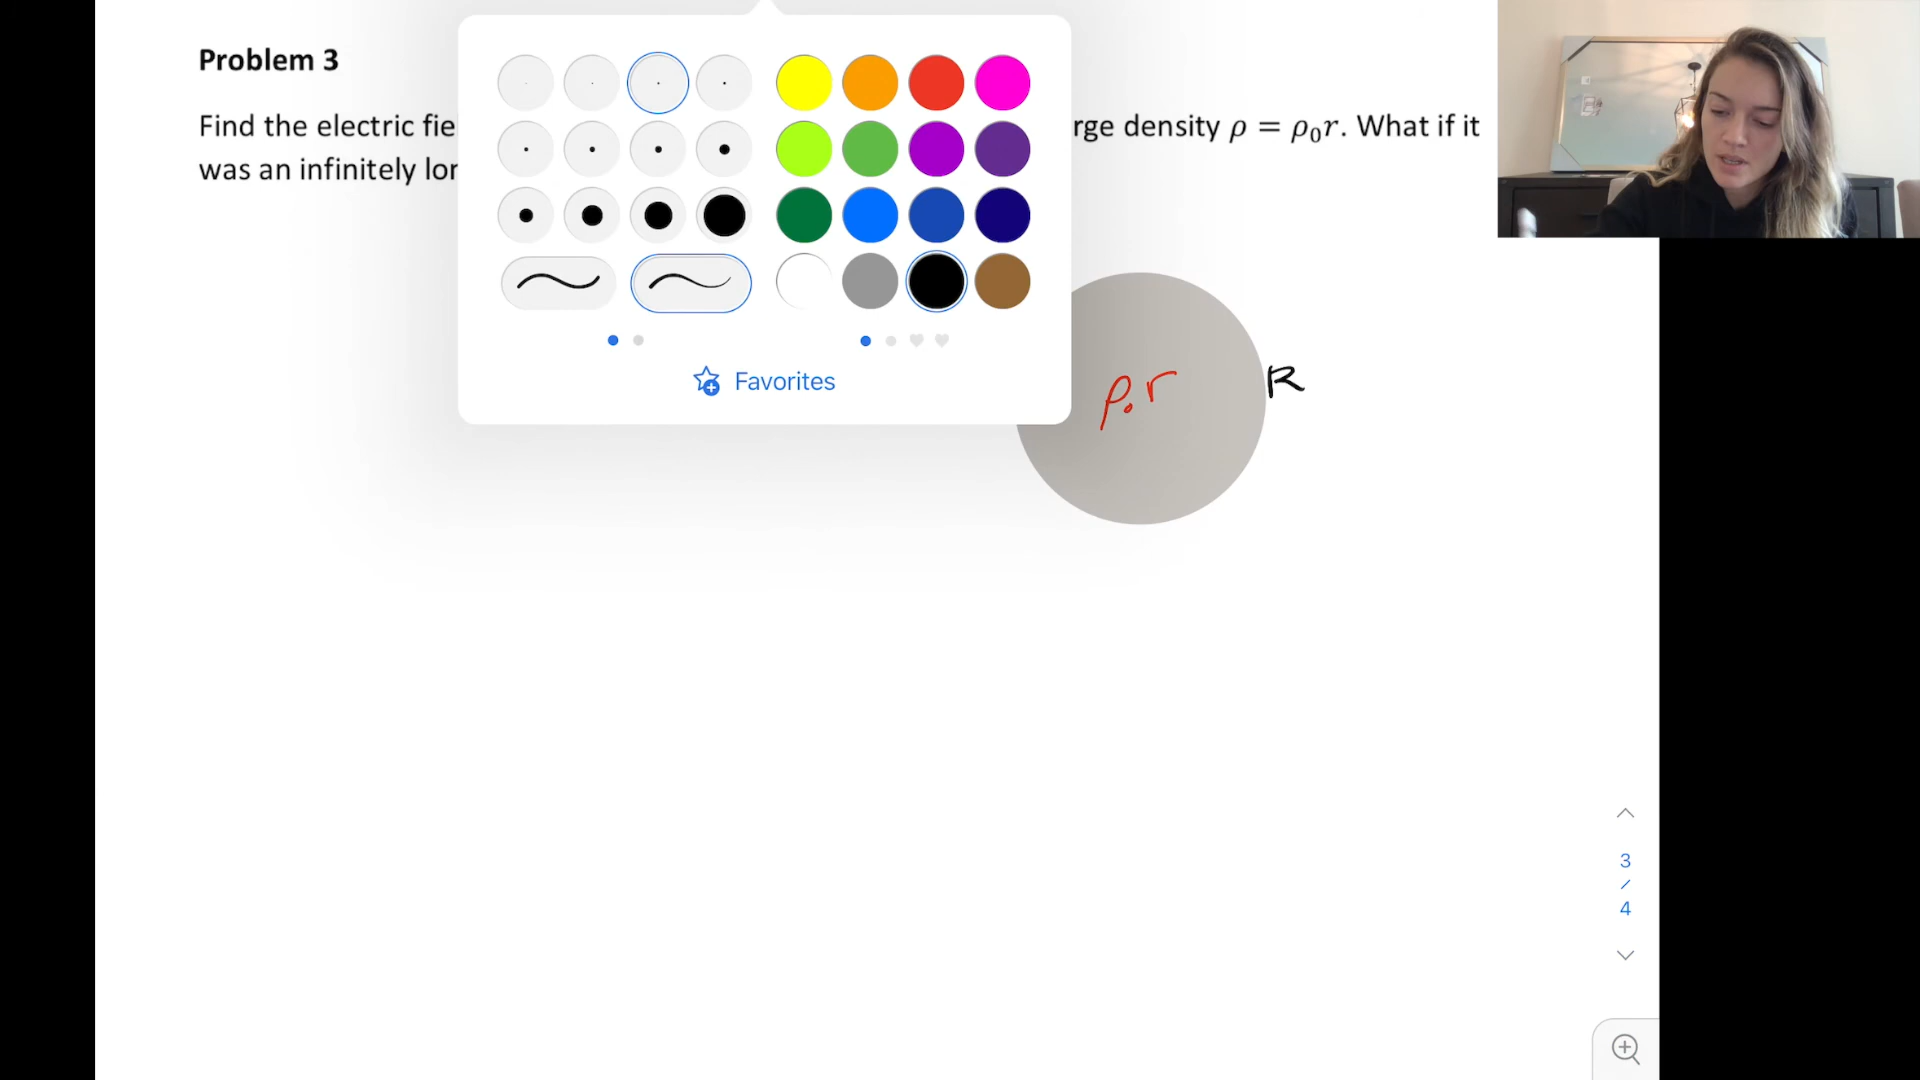 Problem 3
Find the electric fie
rge density ρ = ρ₀r. What if it
was an infinitely lon
Favorites
ρ₀r
R
3
/
4